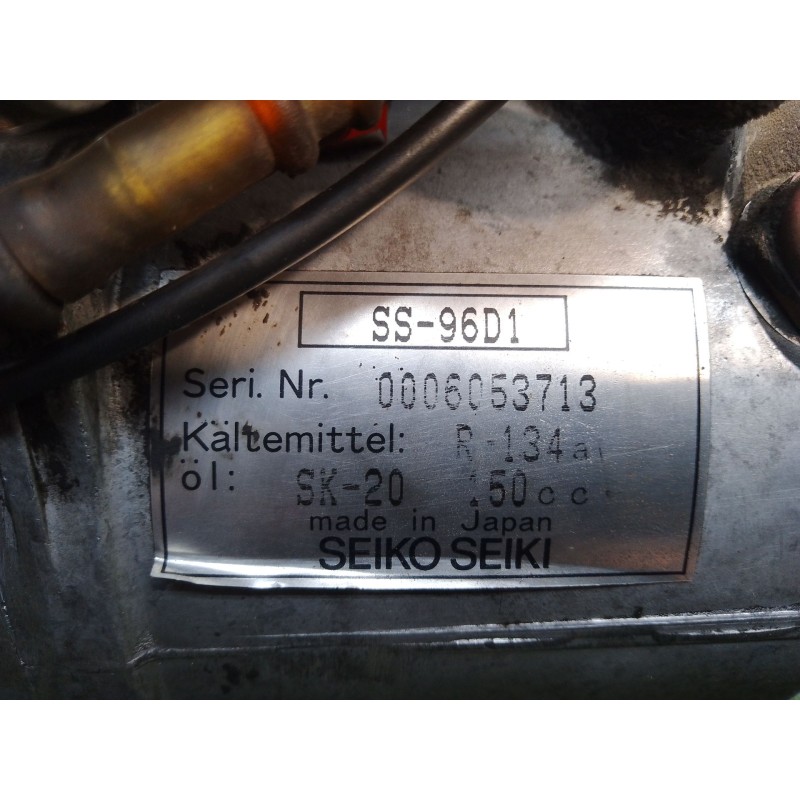 SS-96D1
Seri. Nr. 0006053713
Kältemittel: R-134a
öl: SK-20 150cc
made in Japan
SEIKO SEIKI